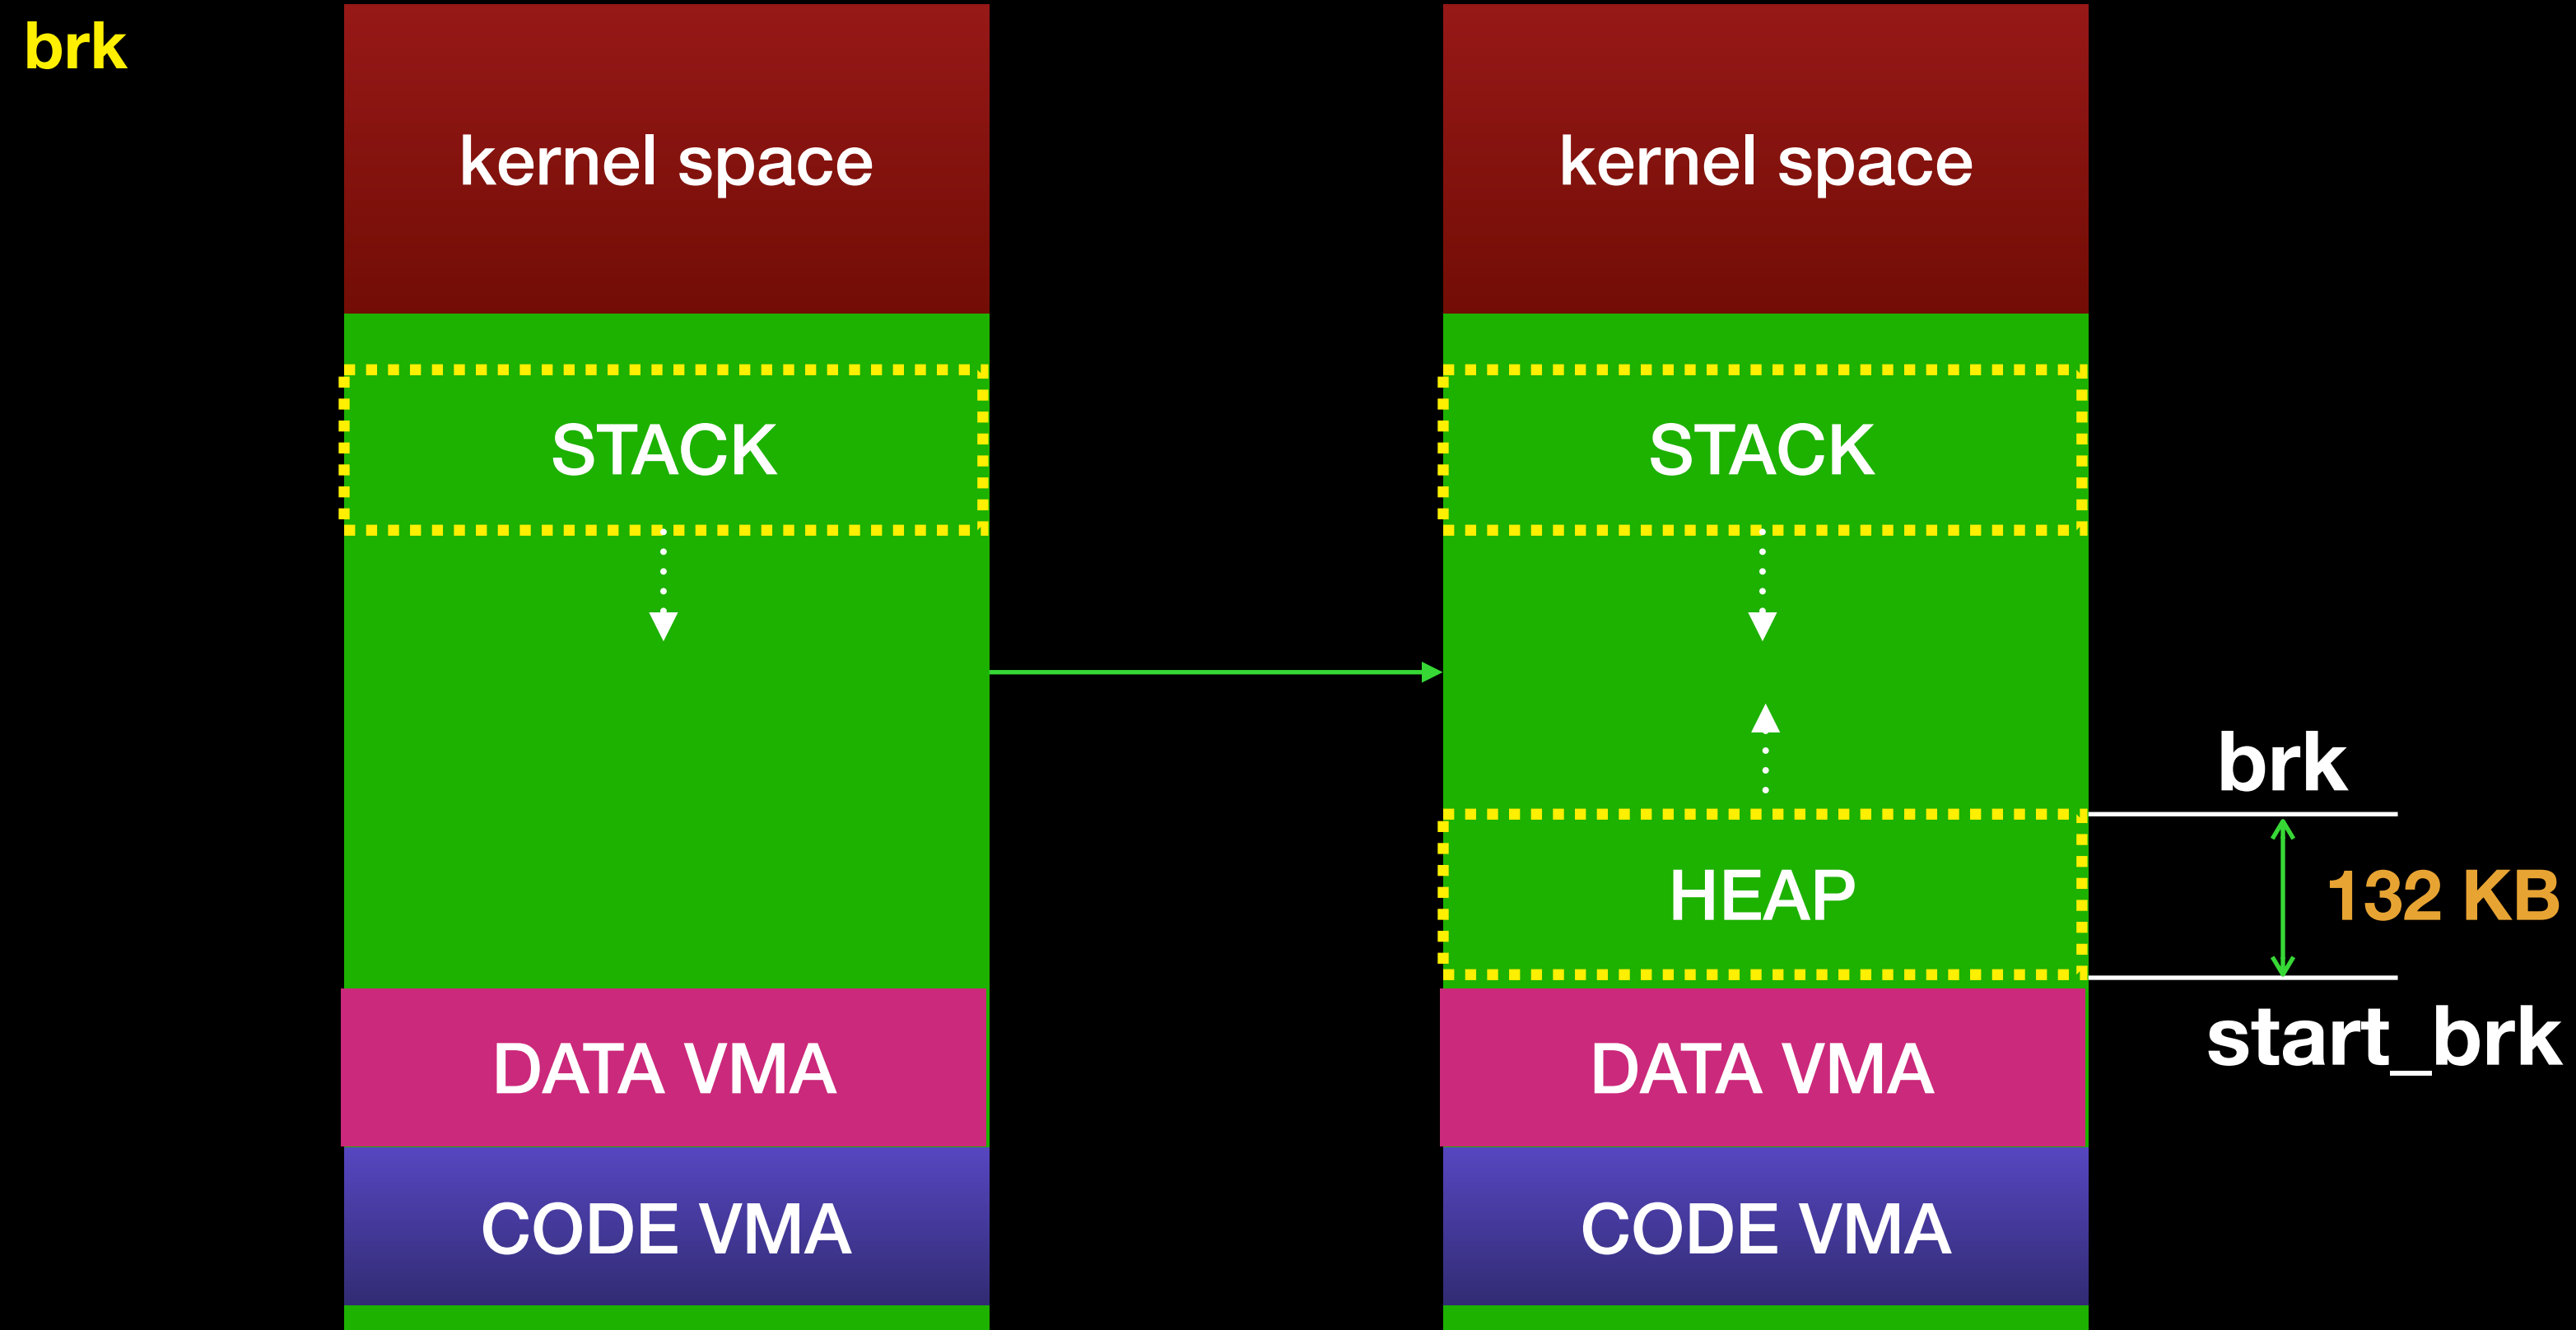 brk
kernel space
STACK
DATA VMA
CODE VMA
kernel space
STACK
HEAP
DATA VMA
CODE VMA
brk
132 KB
start_brk